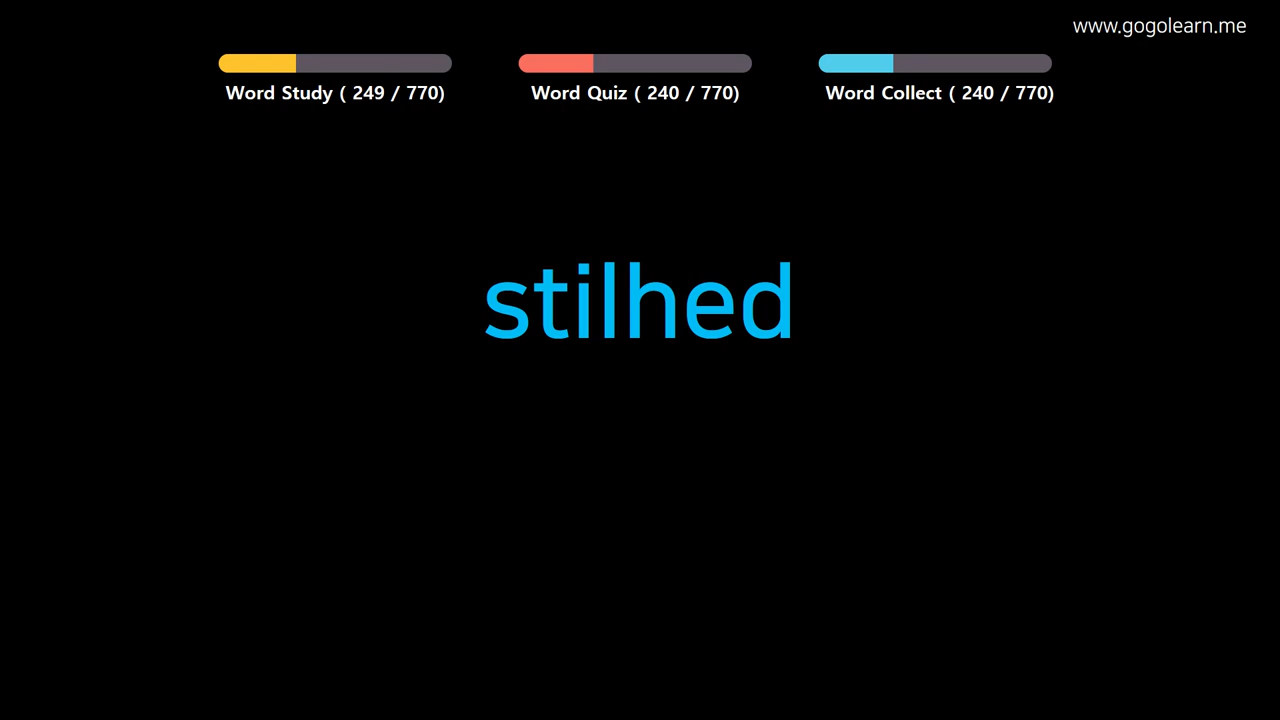 www.gogolearn.me
Word Study ( 249 / 770)
Word Quiz ( 240 / 770)
Word Collect ( 240 / 770)
stilhed